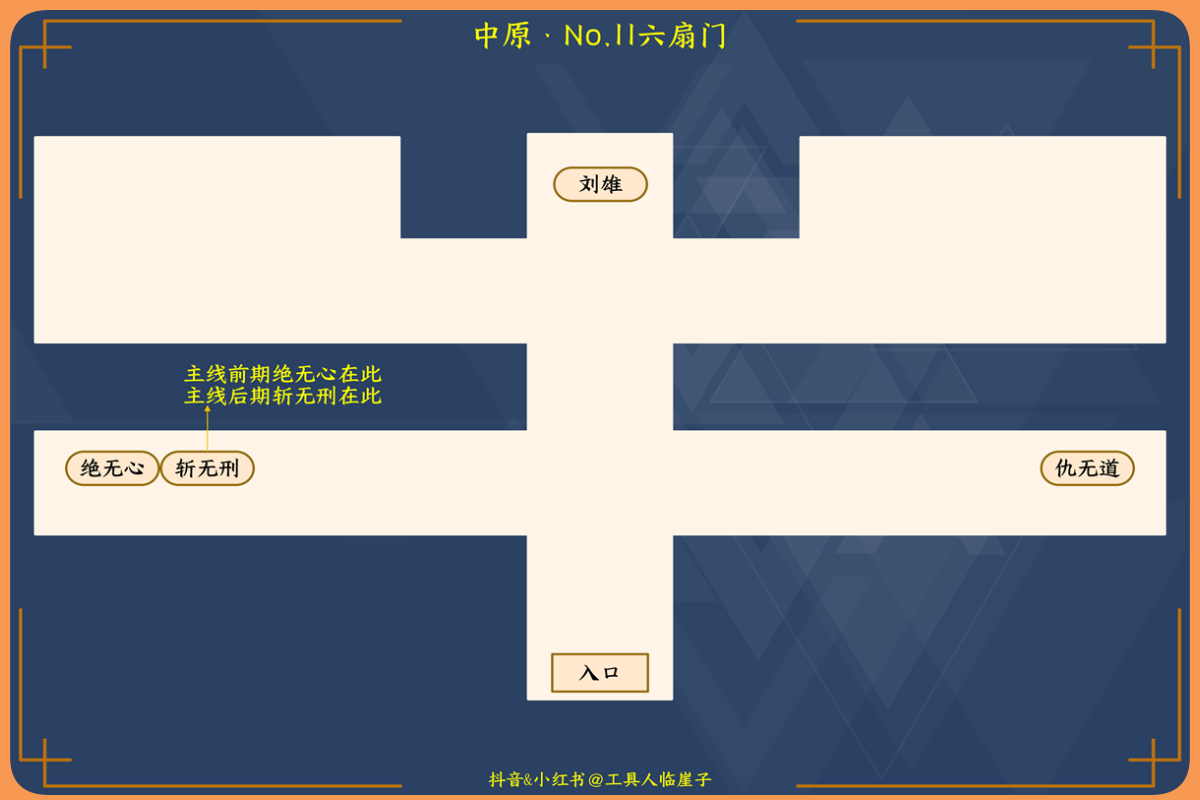 中原·No.11六扇门
刘雄
主线前期绝无心在此
主线后期斩无刑在此
绝无心
斩无刑
仇无道
入口
抖音&小红书@工具人临崖子